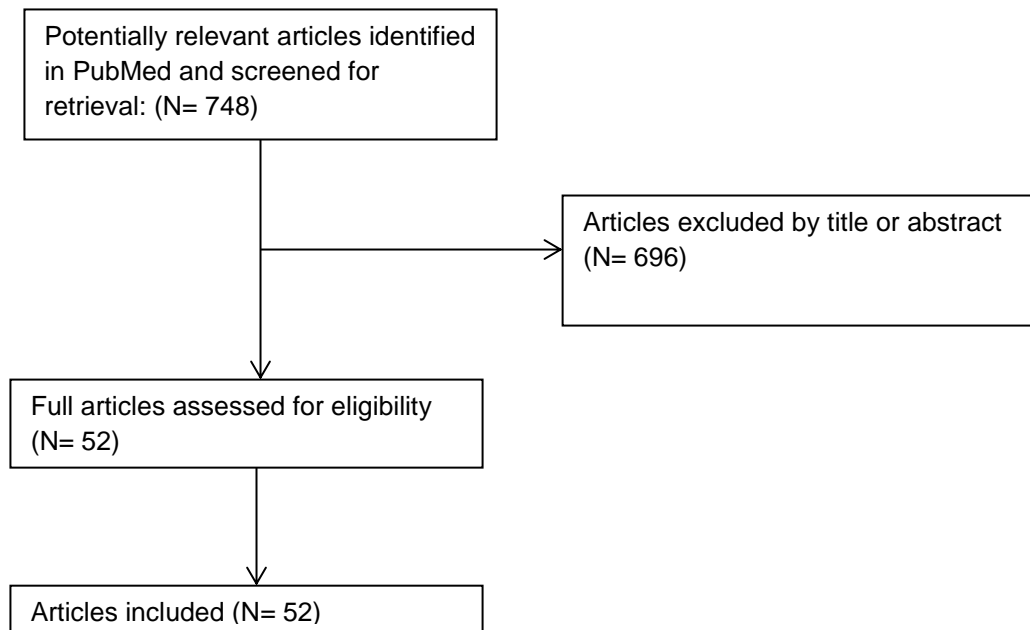 Potentially relevant articles identified
in PubMed and screened for
retrieval: (N= 748)
Articles excluded by title or abstract
(N= 696)
Full articles assessed for eligibility
(N= 52)
Articles included (N= 52)